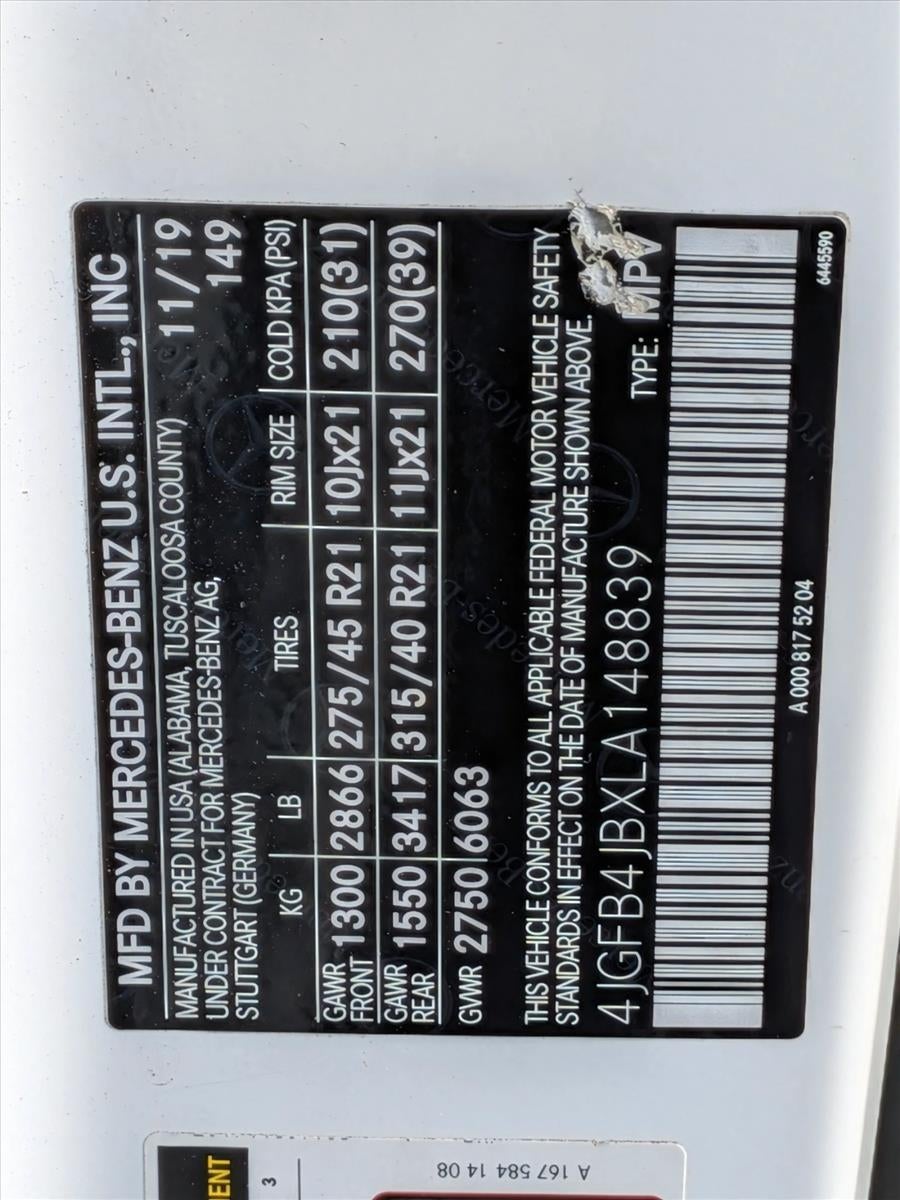 MFD BY MERCEDES-BENZ U.S. INTL., INC
MANUFACTURED IN USA (ALABAMA, TUSCALOOSA COUNTY) 11/19
UNDER CONTRACT FOR MERCEDES-BENZ AG, 149
STUTTGART (GERMANY)
KG LB TIRES RIM SIZE COLD KPA (PSI)
GAWR FRONT 1300 2866 275/45 R21 10Jx21 210(31)
GAWR REAR 1550 3417 315/40 R21 11Jx21 270(39)
GVWR 2750 6063
THIS VEHICLE CONFORMS TO ALL APPLICABLE FEDERAL MOTOR VEHICLE SAFETY
STANDARDS IN EFFECT ON THE DATE OF MANUFACTURE SHOWN ABOVE.
4JGFB4JBXLA148839 TYPE: MPV
A 000 817 52 04
6445590
A 167 584 14 08
3